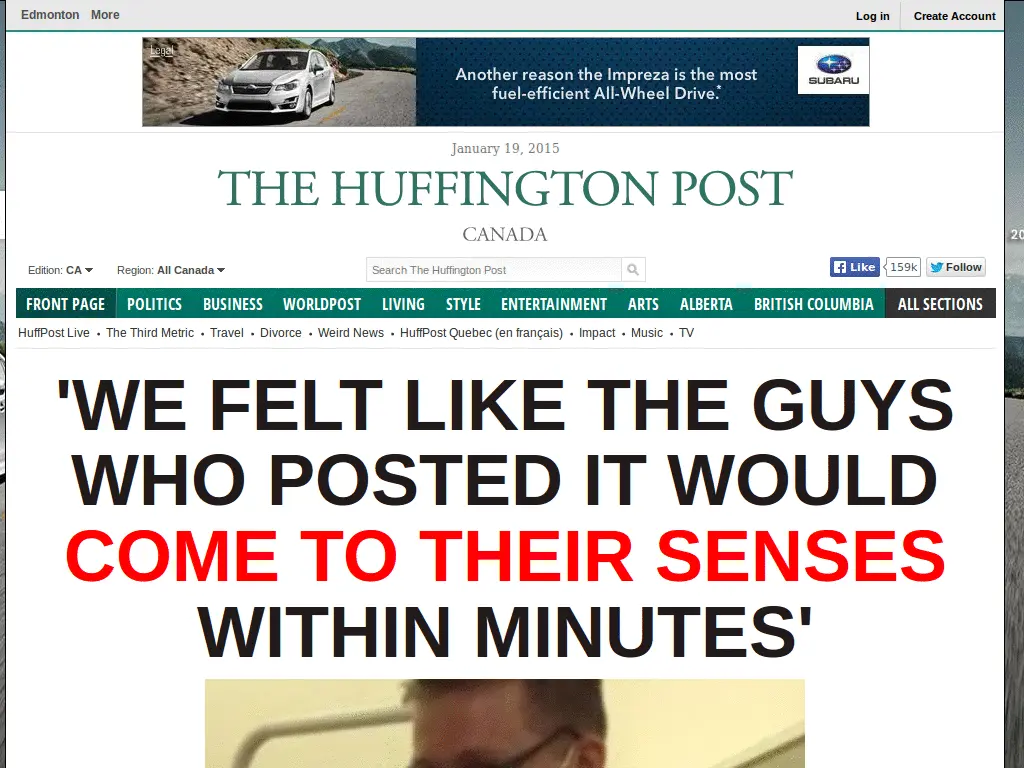 Edmonton More Log in Create Account
Legal
Another reason the Impreza is the most
fuel-efficient All-Wheel Drive.*
SUBARU
January 19, 2015
THE HUFFINGTON POST
CANADA
Edition: CA Region: All Canada Search The Huffington Post Like 159k Follow
FRONT PAGE POLITICS BUSINESS WORLDPOST LIVING STYLE ENTERTAINMENT ARTS ALBERTA BRITISH COLUMBIA ALL SECTIONS
HuffPost Live • The Third Metric • Travel • Divorce • Weird News • HuffPost Quebec (en français) • Impact • Music • TV
'WE FELT LIKE THE GUYS
WHO POSTED IT WOULD
COME TO THEIR SENSES
WITHIN MINUTES'